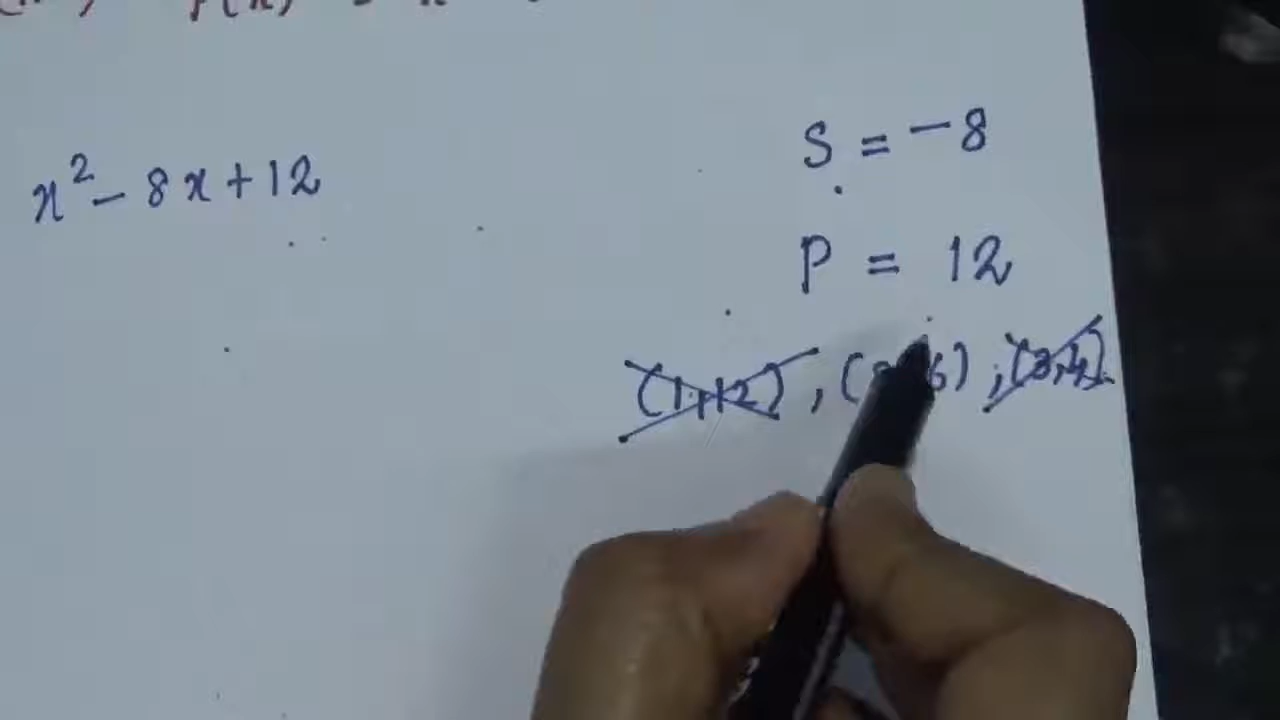 x² - 8x + 12
S = -8
P = 12
(1,12), ( 6), (3,4)